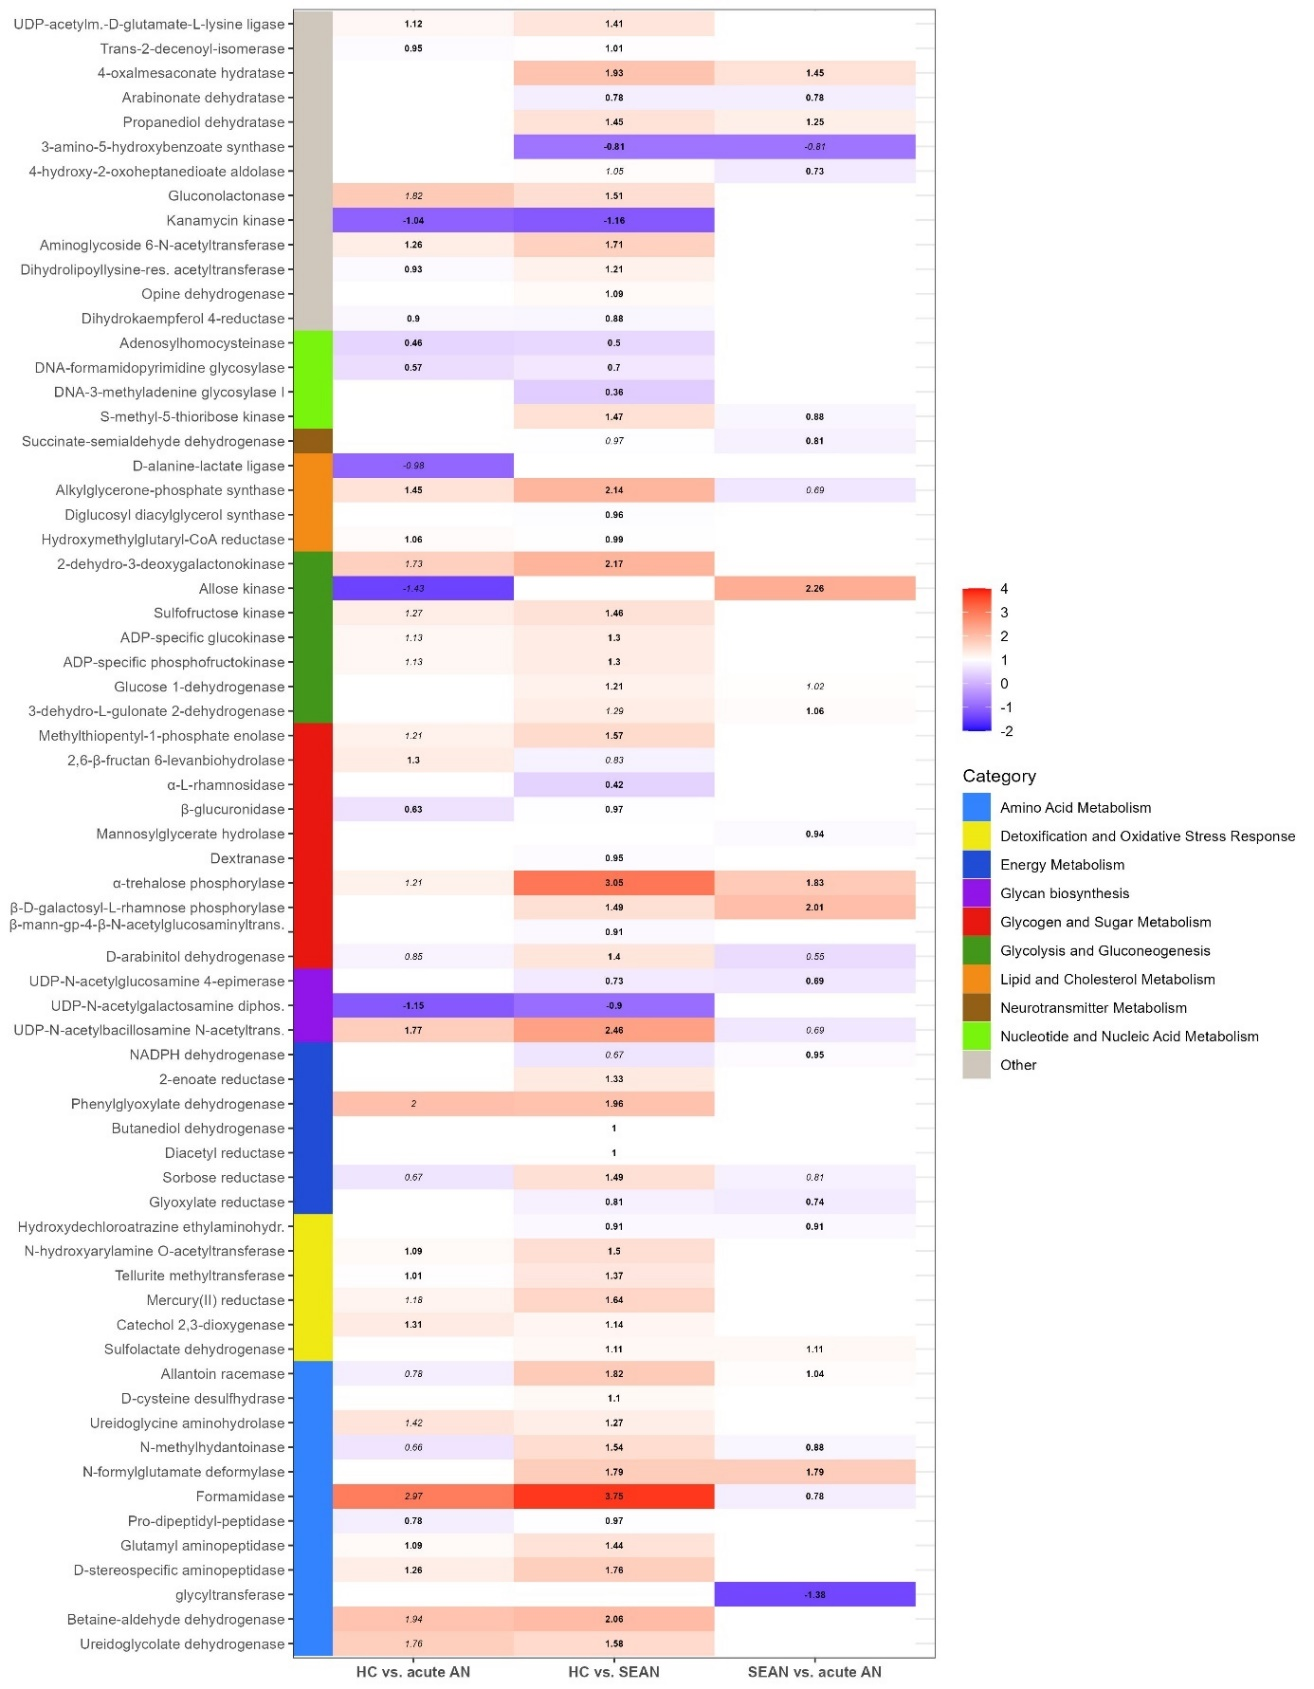 UDP-acetylm.-D-glutamate-L-lysine ligase 1.12 1.41
Trans-2-decenoyl-isomerase 0.95 1.01
4-oxalmesaconate hydratase 1.93 1.45
Arabinonate dehydratase 0.78 0.78
Propanediol dehydratase 1.45 1.25
3-amino-5-hydroxybenzoate synthase -0.81 -0.81
4-hydroxy-2-oxoheptanedioate aldolase 1.05 0.73
Gluconolactonase 1.82 1.51
Kanamycin kinase -1.04 -1.16
Aminoglycoside 6-N-acetyltransferase 1.26 1.71
Dihydrolipoyllysine-res. acetyltransferase 0.93 1.21
Opine dehydrogenase 1.09
Dihydrokaempferol 4-reductase 0.9 0.88
Adenosylhomocysteinase 0.46 0.5
DNA-formamidopyrimidine glycosylase 0.57 0.7
DNA-3-methyladenine glycosylase I 0.36
S-methyl-5-thioribose kinase 1.47 0.88
Succinate-semialdehyde dehydrogenase 0.97 0.81
D-alanine-lactate ligase -0.98
Alkylglycerone-phosphate synthase 1.45 2.14 0.69
Diglucosyl diacylglycerol synthase 0.96
Hydroxymethylglutaryl-CoA reductase 1.06 0.99
2-dehydro-3-deoxygalactonokinase 1.73 2.17
Allose kinase -1.43 2.26
Sulfofructose kinase 1.27 1.46
ADP-specific glucokinase 1.13 1.3
ADP-specific phosphofructokinase 1.13 1.3
Glucose 1-dehydrogenase 1.21 1.02
3-dehydro-L-gulonate 2-dehydrogenase 1.29 1.06
Methylthiopentyl-1-phosphate enolase 1.21 1.57
2,6-β-fructan 6-levanbiohydrolase 1.3 0.83
α-L-rhamnosidase 0.42
β-glucuronidase 0.63 0.97
Mannosylglycerate hydrolase 0.94
Dextranase 0.95
α-trehalose phosphorylase 1.21 3.05 1.83
β-D-galactosyl-L-rhamnose phosphorylase 1.49 2.01
β-mann-gp-4-β-N-acetylglucosaminyltrans. 0.91
D-arabinitol dehydrogenase 0.85 1.4 0.55
UDP-N-acetylglucosamine 4-epimerase 0.73 0.69
UDP-N-acetylgalactosamine diphos. -1.15 -0.9
UDP-N-acetylbacillosamine N-acetyltrans. 1.77 2.46 0.69
NADPH dehydrogenase 0.67 0.95
2-enoate reductase 1.33
Phenylglyoxylate dehydrogenase 2 1.96
Butanediol dehydrogenase 1
Diacetyl reductase 1
Sorbose reductase 0.67 1.49 0.81
Glyoxylate reductase 0.81 0.74
Hydroxydechloroatrazine ethylaminohydr. 0.91 0.91
N-hydroxyarylamine O-acetyltransferase 1.09 1.5
Tellurite methyltransferase 1.01 1.37
Mercury(II) reductase 1.18 1.64
Catechol 2,3-dioxygenase 1.31 1.14
Sulfolactate dehydrogenase 1.11 1.11
Allantoin racemase 0.78 1.82 1.04
D-cysteine desulfhydrase 1.1
Ureidoglycine aminohydrolase 1.42 1.27
N-methylhydantoinase 0.66 1.54 0.88
N-formylglutamate deformylase 1.79 1.79
Formamidase 2.97 3.75 0.78
Pro-dipeptidyl-peptidase 0.78 0.97
Glutamyl aminopeptidase 1.09 1.44
D-stereospecific aminopeptidase 1.26 1.76
glycyltransferase -1.38
Betaine-aldehyde dehydrogenase 1.94 2.06
Ureidoglycolate dehydrogenase 1.76 1.58
HC vs. acute AN HC vs. SEAN SEAN vs. acute AN
4
3
2
1
0
-1
-2
Category
Amino Acid Metabolism
Detoxification and Oxidative Stress Response
Energy Metabolism
Glycan biosynthesis
Glycogen and Sugar Metabolism
Glycolysis and Gluconeogenesis
Lipid and Cholesterol Metabolism
Neurotransmitter Metabolism
Nucleotide and Nucleic Acid Metabolism
Other